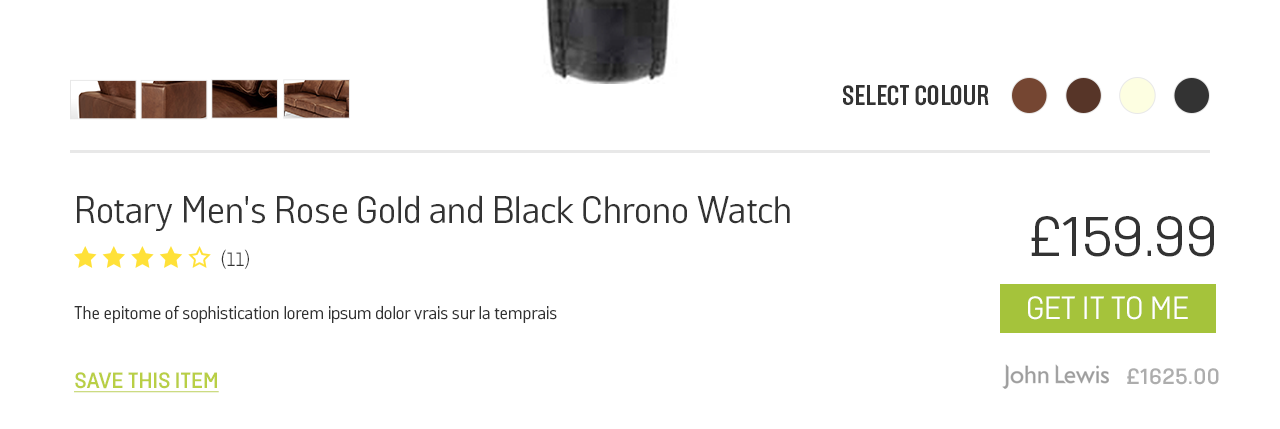 SELECT COLOUR
Rotary Men's Rose Gold and Black Chrono Watch
(11)
£159.99
The epitome of sophistication lorem ipsum dolor vrais sur la temprais
GET IT TO ME
SAVE THIS ITEM
John Lewis £1625.00